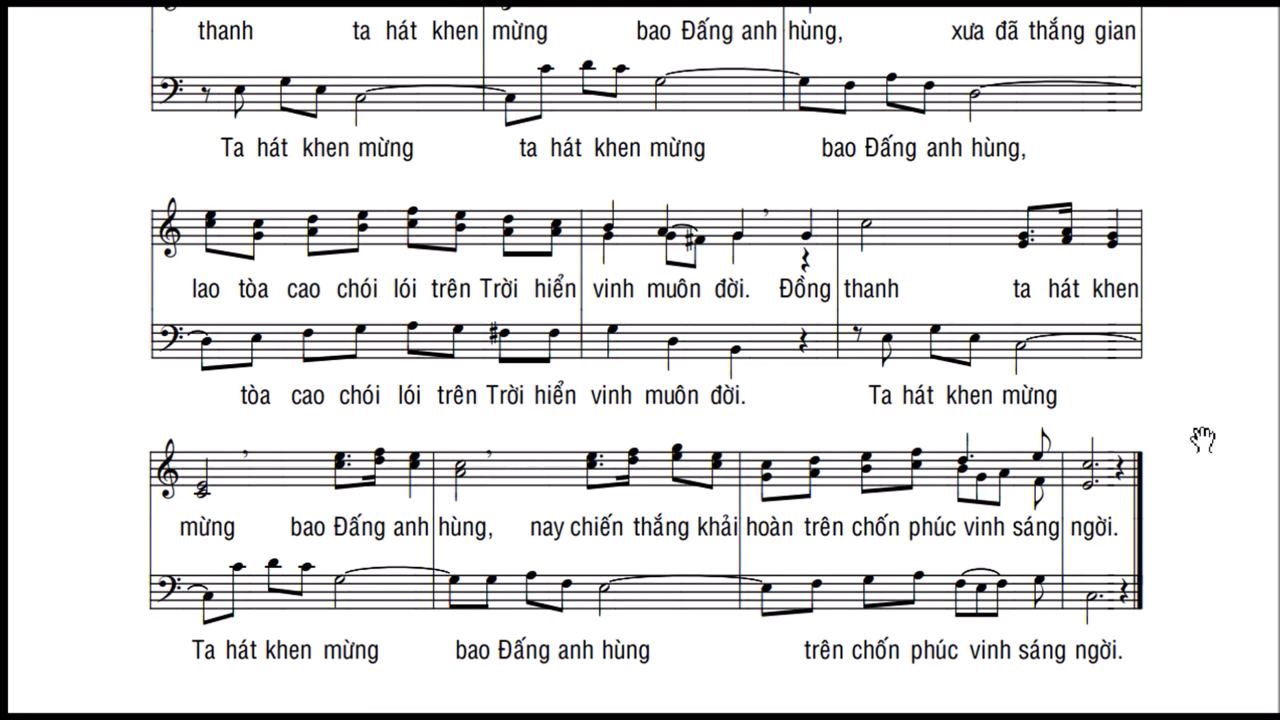 thanh ta hát khen mừng bao Đấng anh hùng, xưa đã thắng gian
Ta hát khen mừng ta hát khen mừng bao Đấng anh hùng,
lao tòa cao chói lói trên Trời hiển vinh muôn đời. Đồng thanh ta hát khen
tòa cao chói lói trên Trời hiển vinh muôn đời. Ta hát khen mừng
mừng bao Đấng anh hùng, nay chiến thắng khải hoàn trên chốn phúc vinh sáng ngời.
Ta hát khen mừng bao Đấng anh hùng trên chốn phúc vinh sáng ngời.